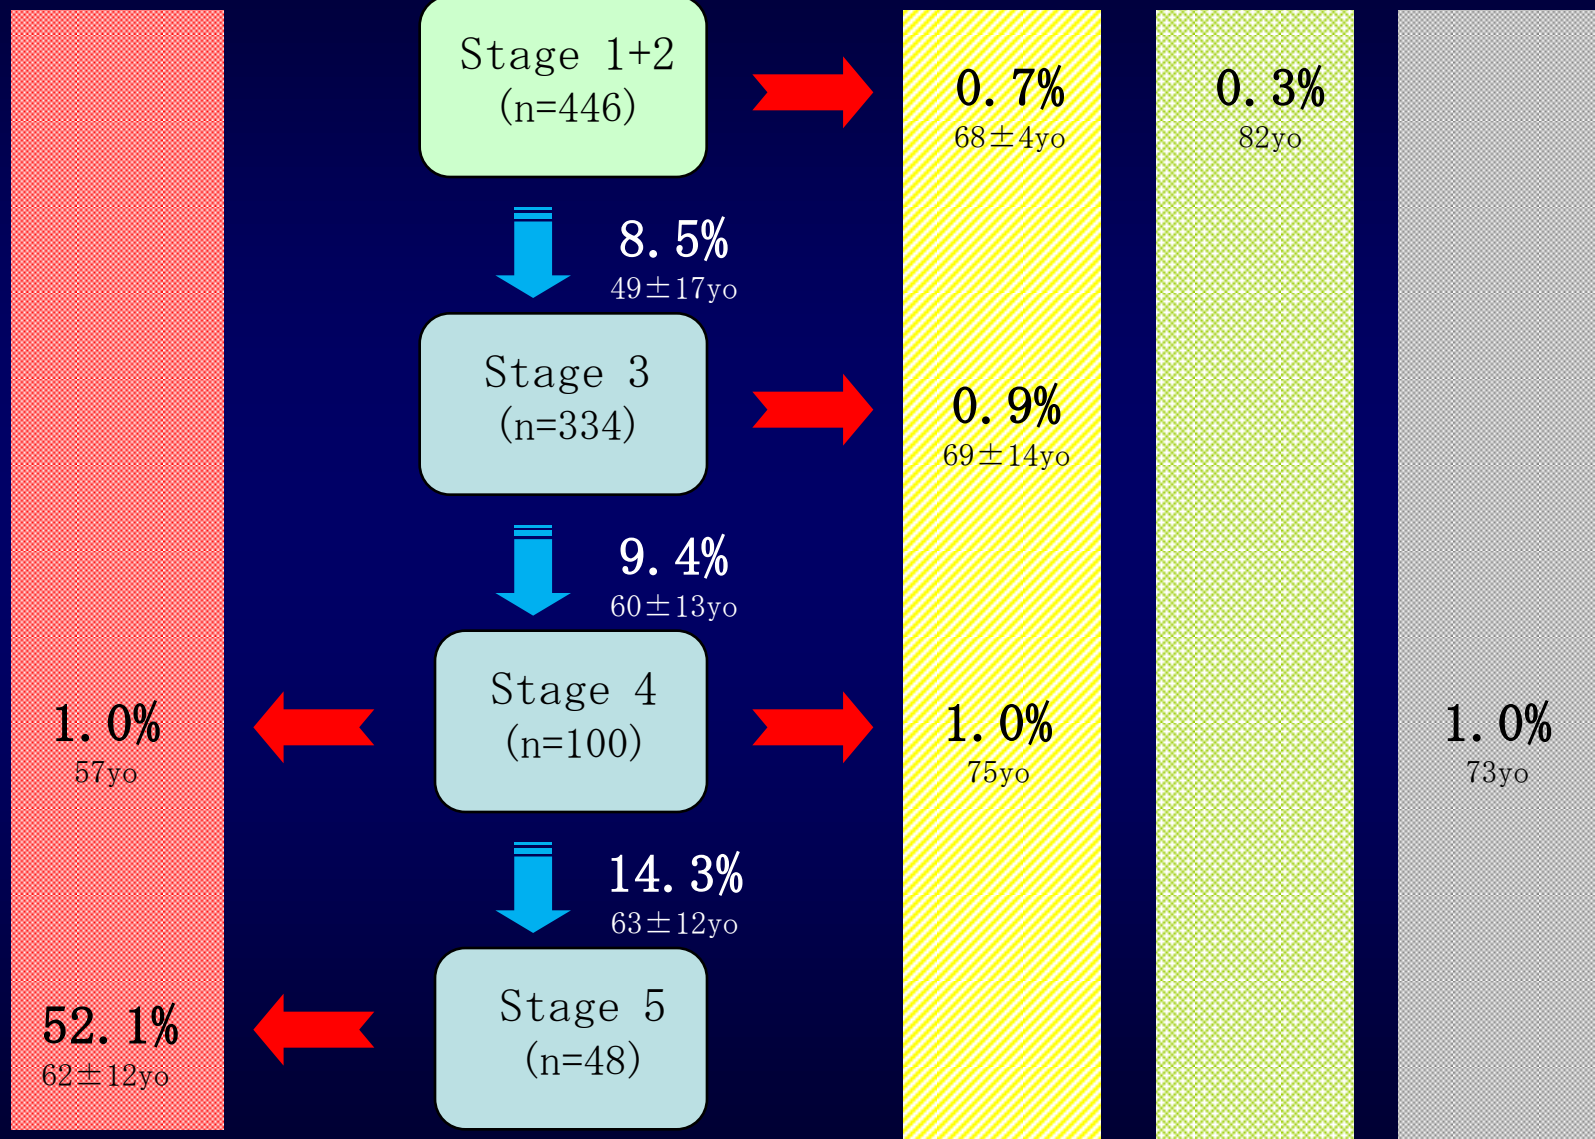 Stage 1+2
(n=446)
0.7%
68±4yo
0.3%
82yo
8.5%
49±17yo
Stage 3
(n=334)
0.9%
69±14yo
9.4%
60±13yo
1.0%
57yo
Stage 4
(n=100)
1.0%
75yo
1.0%
73yo
14.3%
63±12yo
52.1%
62±12yo
Stage 5
(n=48)